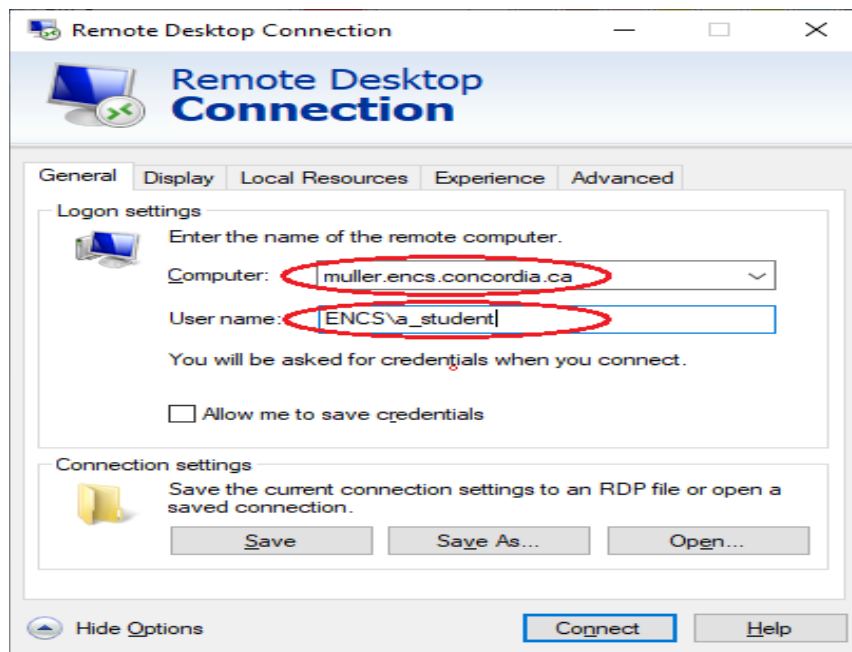 Remote Desktop Connection
Remote Desktop
Connection
General Display Local Resources Experience Advanced
Logon settings
Enter the name of the remote computer.
Computer: muller.encs.concordia.ca
User name: ENCS\a_student
You will be asked for credentials when you connect.
Allow me to save credentials
Connection settings
Save the current connection settings to an RDP file or open a
saved connection.
Save Save As... Open...
Hide Options Connect Help